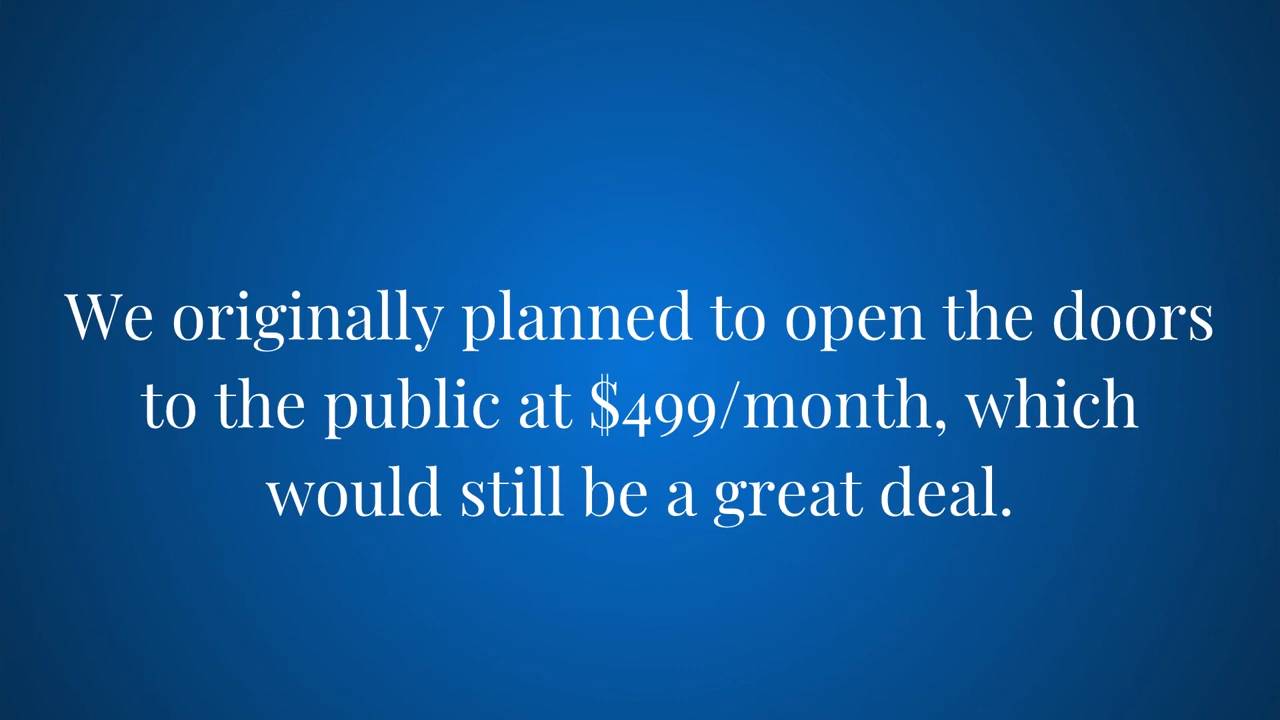 We originally planned to open the doors
to the public at $499/month, which
would still be a great deal.